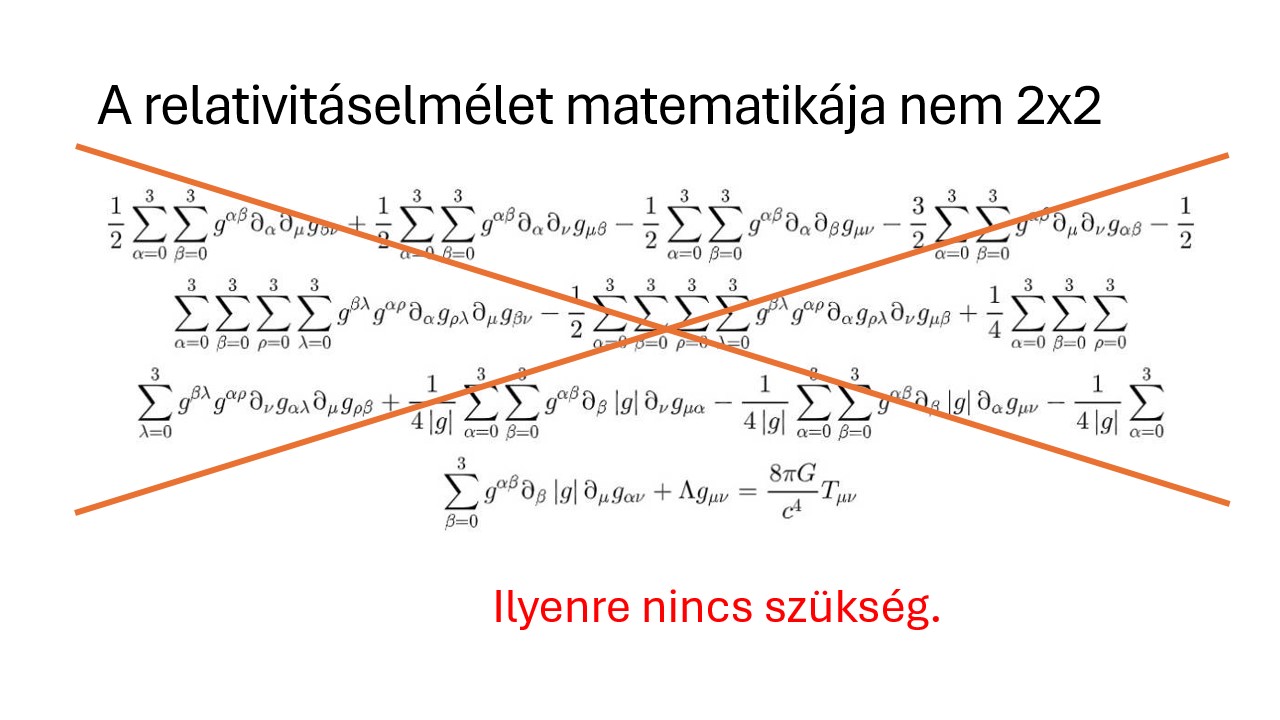 A relativitáselmélet matematikája nem 2x2
$\frac{1}{2}\sum_{\alpha=0}^{3}\sum_{\beta=0}^{3} g^{\alpha\beta}\partial_\alpha\partial_\mu g_{\beta\nu} + \frac{1}{2}\sum_{\alpha=0}^{3}\sum_{\beta=0}^{3} g^{\alpha\beta}\partial_\alpha\partial_\nu g_{\mu\beta} - \frac{1}{2}\sum_{\alpha=0}^{3}\sum_{\beta=0}^{3} g^{\alpha\beta}\partial_\alpha\partial_\beta g_{\mu\nu} - \frac{3}{2}\sum_{\alpha=0}^{3}\sum_{\beta=0}^{3} g^{\alpha\beta}\partial_\mu\partial_\nu g_{\alpha\beta} - \frac{1}{2}$
$\sum_{\alpha=0}^{3}\sum_{\beta=0}^{3}\sum_{\rho=0}^{3}\sum_{\lambda=0}^{3} g^{\beta\lambda}g^{\alpha\rho}\partial_\alpha g_{\rho\lambda}\partial_\mu g_{\beta\nu} - \frac{1}{2}\sum_{\alpha=0}^{3}\sum_{\beta=0}^{3}\sum_{\rho=0}^{3}\sum_{\lambda=0}^{3} g^{\beta\lambda}g^{\alpha\rho}\partial_\alpha g_{\rho\lambda}\partial_\nu g_{\mu\beta} + \frac{1}{4}\sum_{\alpha=0}^{3}\sum_{\beta=0}^{3}\sum_{\rho=0}^{3}$
$\sum_{\lambda=0}^{3} g^{\beta\lambda}g^{\alpha\rho}\partial_\nu g_{\alpha\lambda}\partial_\mu g_{\rho\beta} + \frac{1}{4|g|}\sum_{\alpha=0}^{3}\sum_{\beta=0}^{3} g^{\alpha\beta}\partial_\beta |g| \partial_\nu g_{\mu\alpha} - \frac{1}{4|g|}\sum_{\alpha=0}^{3}\sum_{\beta=0}^{3} g^{\alpha\beta}\partial_\beta |g| \partial_\alpha g_{\mu\nu} - \frac{1}{4|g|}\sum_{\alpha=0}^{3}$
$\sum_{\beta=0}^{3} g^{\alpha\beta}\partial_\beta |g| \partial_\mu g_{\alpha\nu} + \Lambda g_{\mu\nu} = \frac{8\pi G}{c^4} T_{\mu\nu}$
Ilyenre nincs szükség.